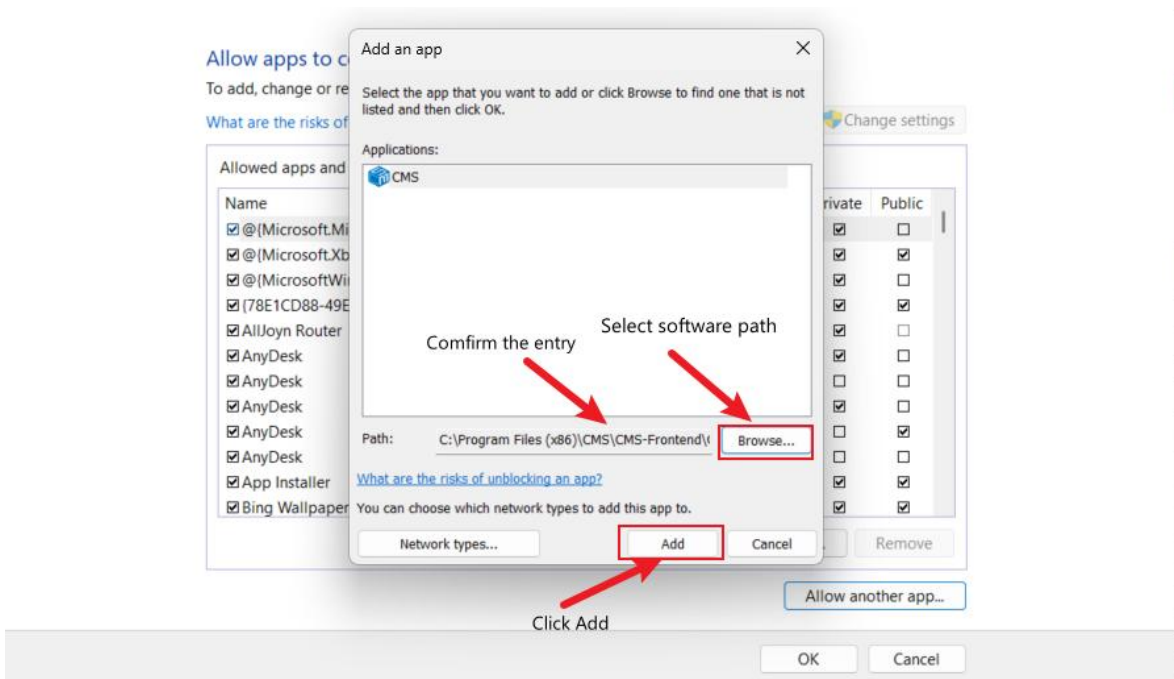 Add an app
Allow apps to c
To add, change or re
What are the risks of
Change settings
Select the app that you want to add or click Browse to find one that is not
listed and then click OK.
Applications:
CMS
Allowed apps and
Name
rivate Public
@{Microsoft.Mi
@{Microsoft.Xb
@{MicrosoftWi
{78E1CD88-49E
AllJoyn Router
AnyDesk
AnyDesk
AnyDesk
AnyDesk
AnyDesk
App Installer
Bing Wallpaper
Comfirm the entry
Select software path
Path: C:\Program Files (x86)\CMS\CMS-Frontend\
Browse...
What are the risks of unblocking an app?
You can choose which network types to add this app to.
Network types...
Add
Cancel
Remove
Click Add
Allow another app...
OK
Cancel